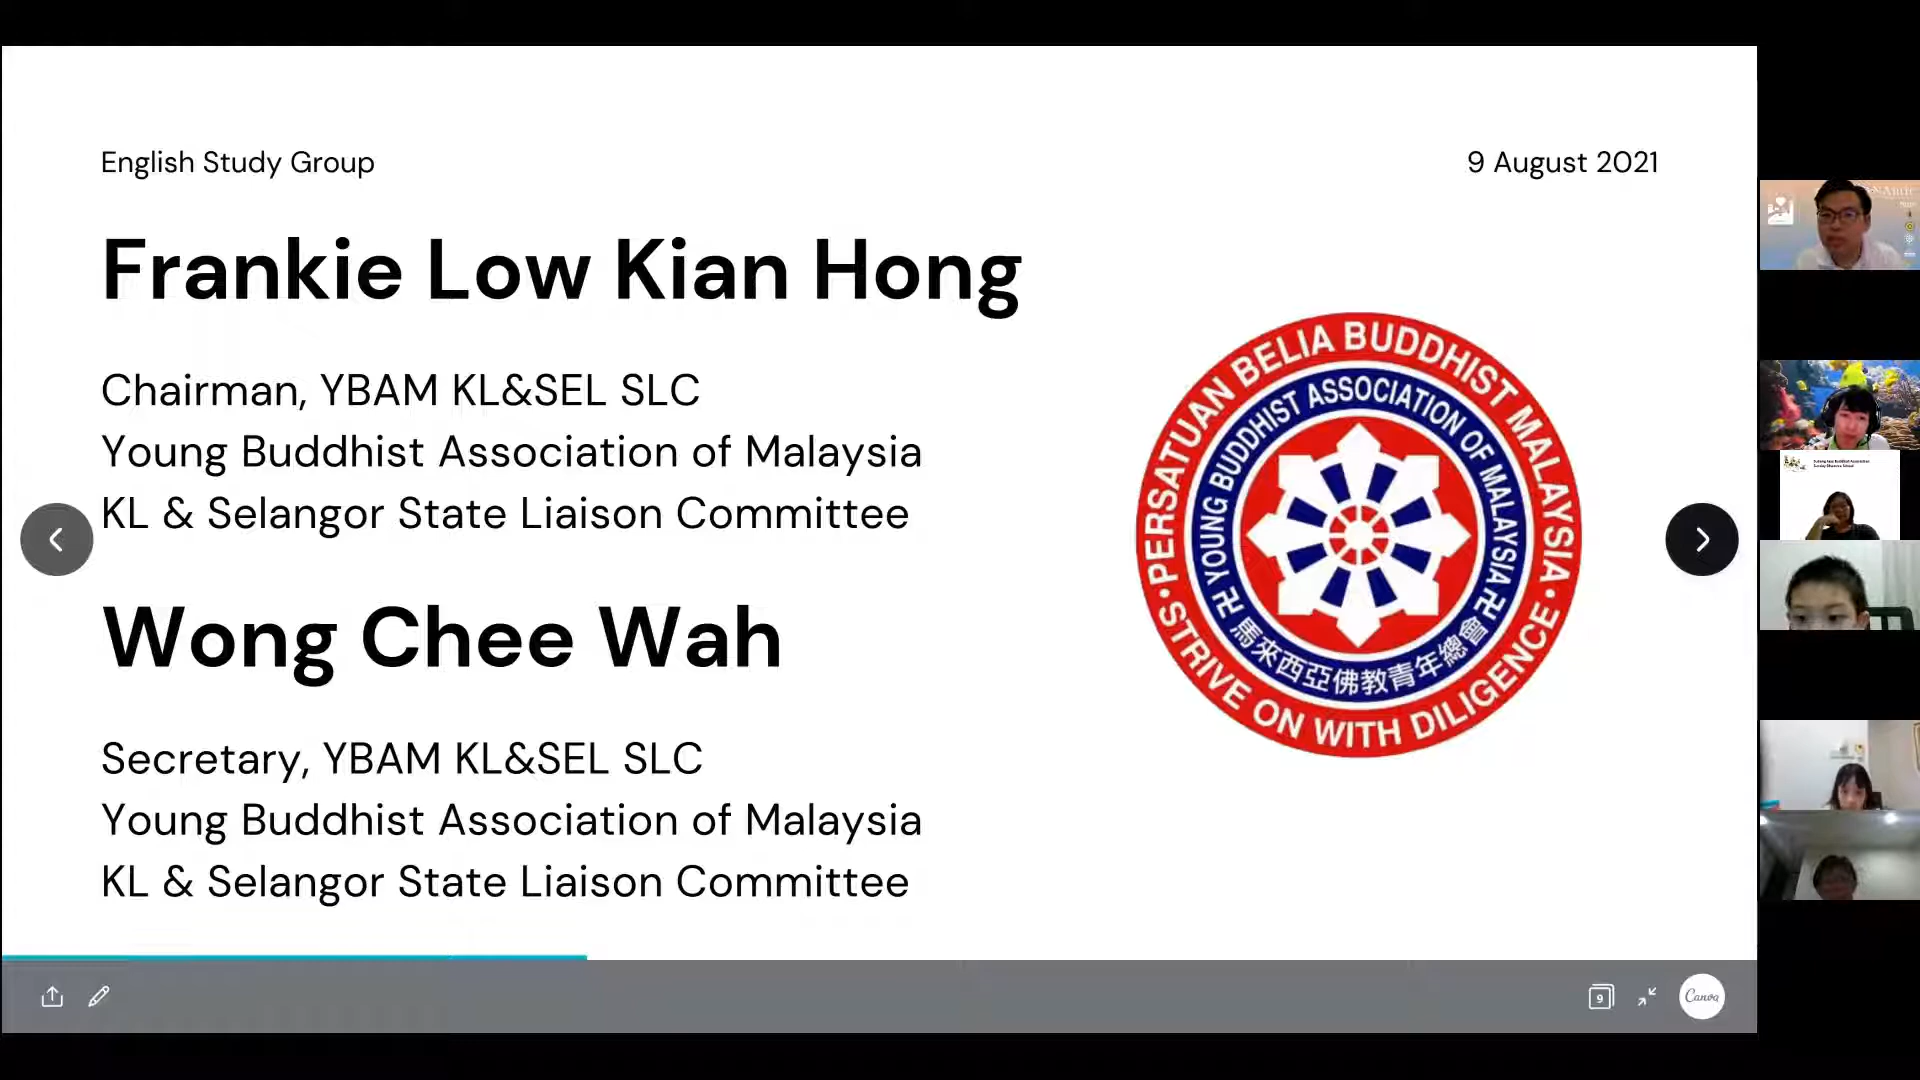 English Study Group
9 August 2021
Frankie Low Kian Hong
Chairman, YBAM KL&SEL SLC
Young Buddhist Association of Malaysia
KL & Selangor State Liaison Committee
Wong Chee Wah
Secretary, YBAM KL&SEL SLC
Young Buddhist Association of Malaysia
KL & Selangor State Liaison Committee
PERSATUAN BELIA BUDDHIST MALAYSIA
• STRIVE ON WITH DILIGENCE •
卍 YOUNG BUDDHIST ASSOCIATION OF MALAYSIA 卍
馬來西亞佛教青年總會
9
Canva